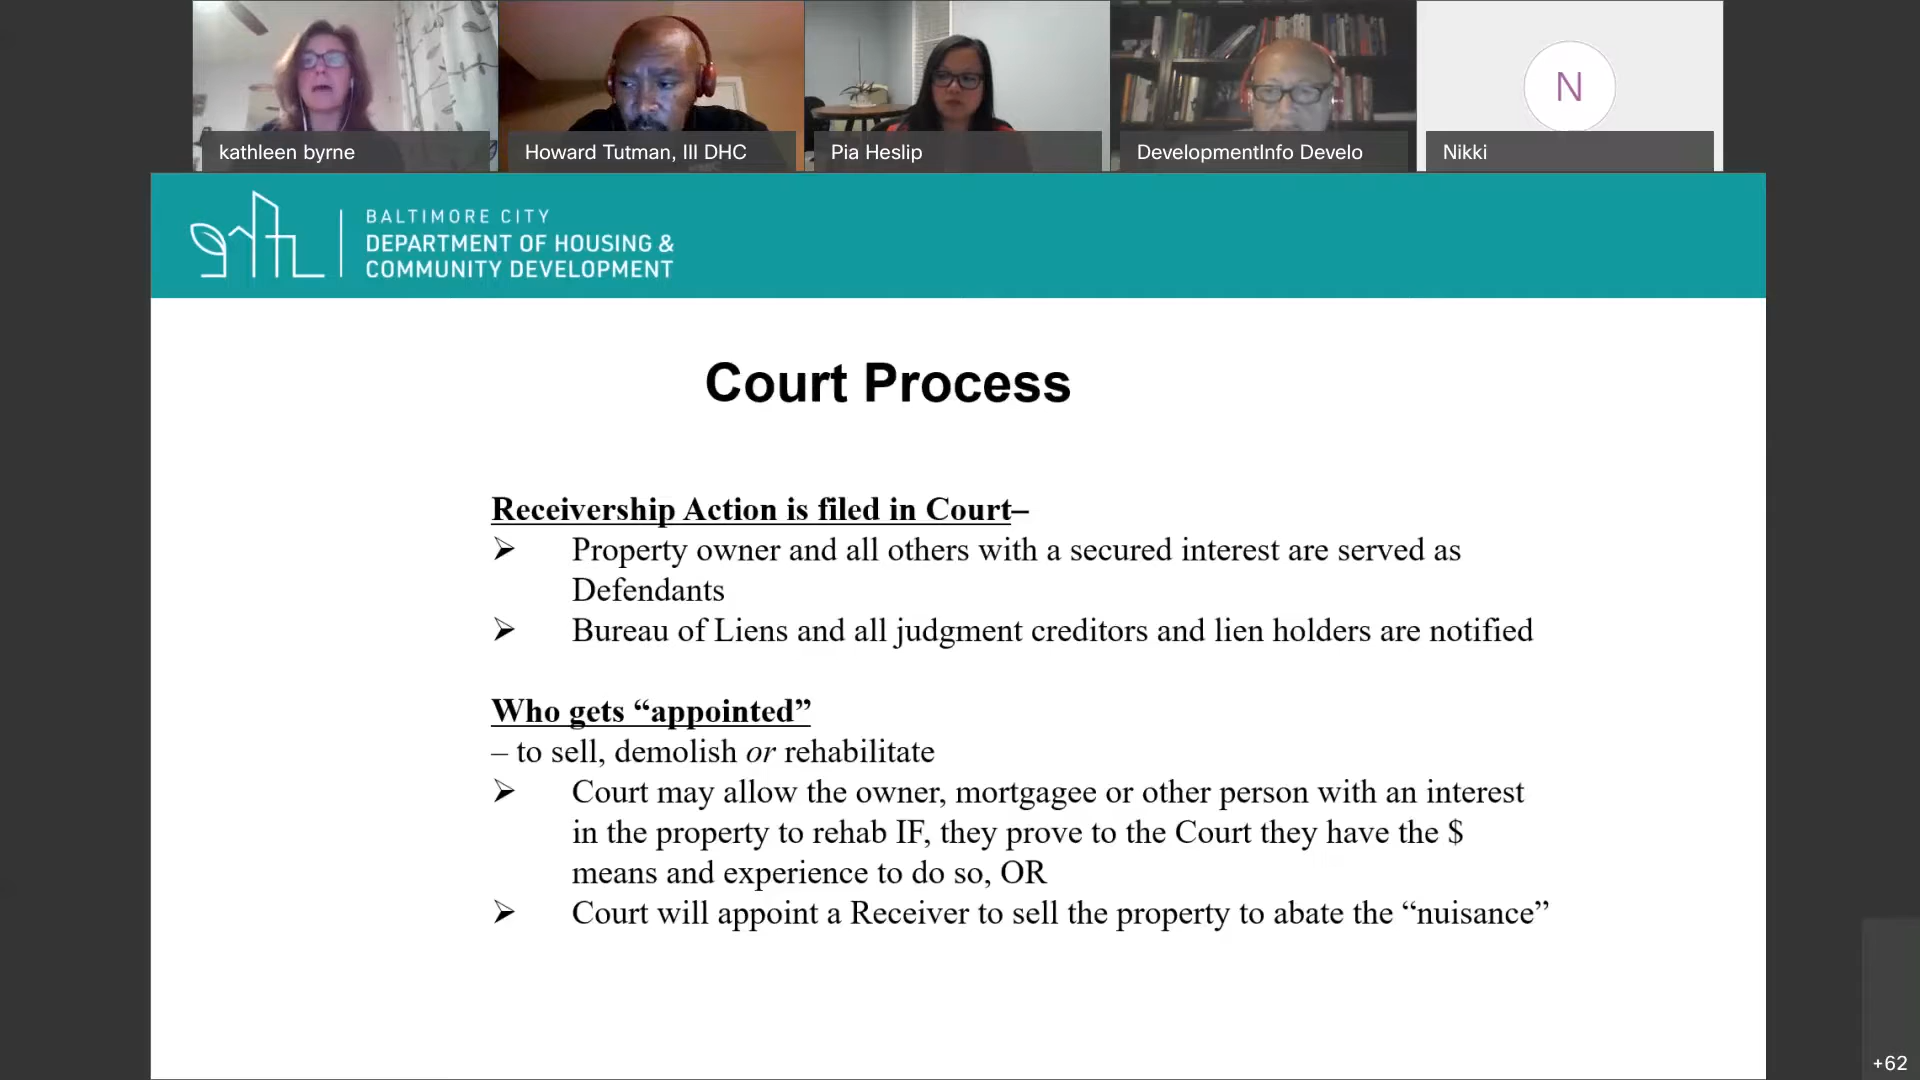 kathleen byrne
Howard Tutman, III DHC
Pia Heslip
DevelopmentInfo Develo
N
Nikki
BALTIMORE CITY
DEPARTMENT OF HOUSING &
COMMUNITY DEVELOPMENT
Court Process
Receivership Action is filed in Court–
➢ Property owner and all others with a secured interest are served as
Defendants
➢ Bureau of Liens and all judgment creditors and lien holders are notified
Who gets “appointed”
– to sell, demolish or rehabilitate
➢ Court may allow the owner, mortgagee or other person with an interest
in the property to rehab IF, they prove to the Court they have the $
means and experience to do so, OR
➢ Court will appoint a Receiver to sell the property to abate the “nuisance”
+62